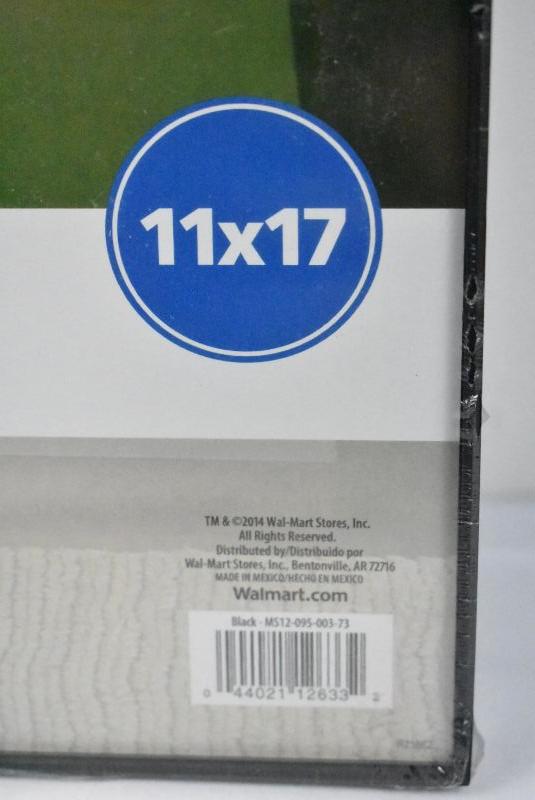 11x17
TM & ©2014 Wal-Mart Stores, Inc.
All Rights Reserved.
Distributed by/Distribuido por
Wal-Mart Stores, Inc., Bentonville, AR 72716
MADE IN MEXICO/HECHO EN MEXICO
Walmart.com
Black - MS12-095-003-73
0 44021 12633 2